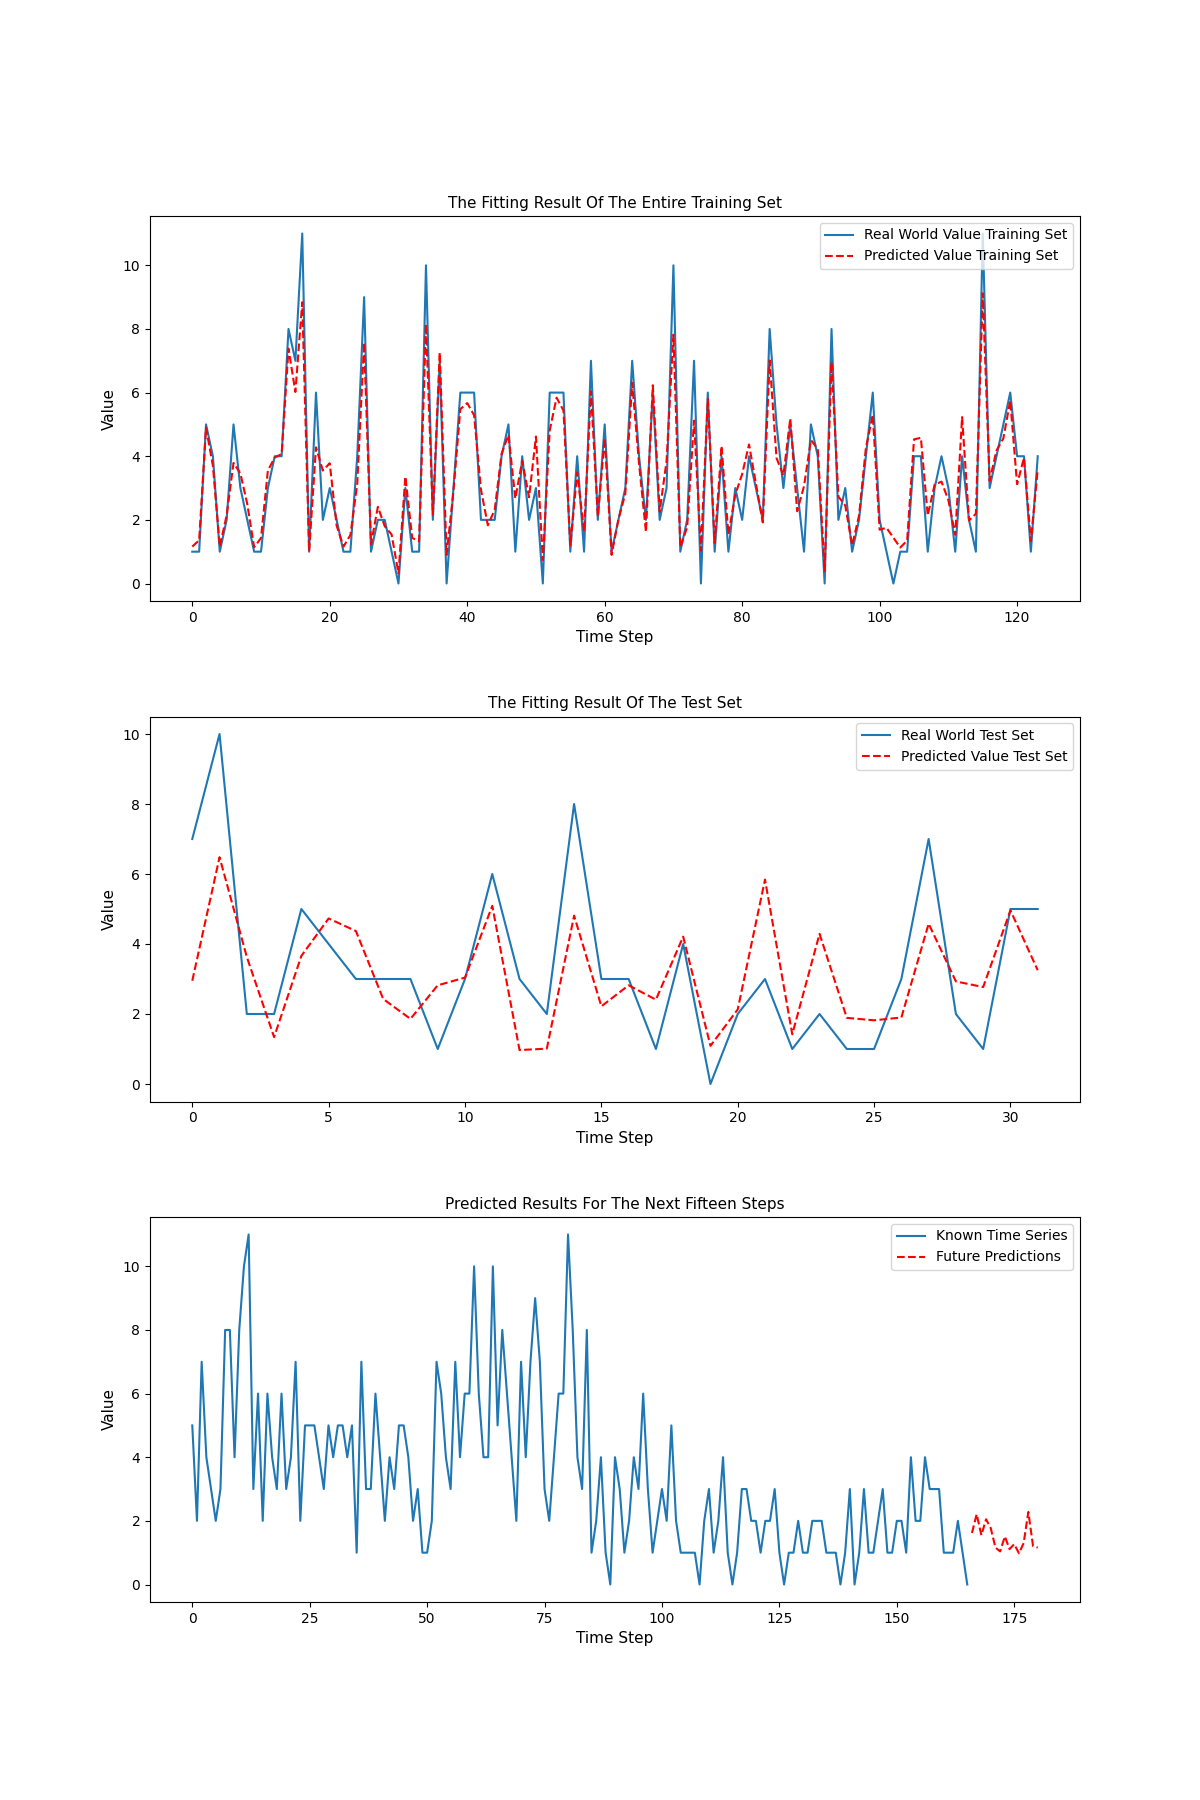 The Fitting Result Of The Entire Training Set
Real World Value Training Set
Predicted Value Training Set
Value
10
8
6
4
2
0
0 20 40 60 80 100 120
Time Step
The Fitting Result Of The Test Set
Real World Test Set
Predicted Value Test Set
Value
10
8
6
4
2
0
0 5 10 15 20 25 30
Time Step
Predicted Results For The Next Fifteen Steps
Known Time Series
Future Predictions
Value
10
8
6
4
2
0
0 25 50 75 100 125 150 175
Time Step